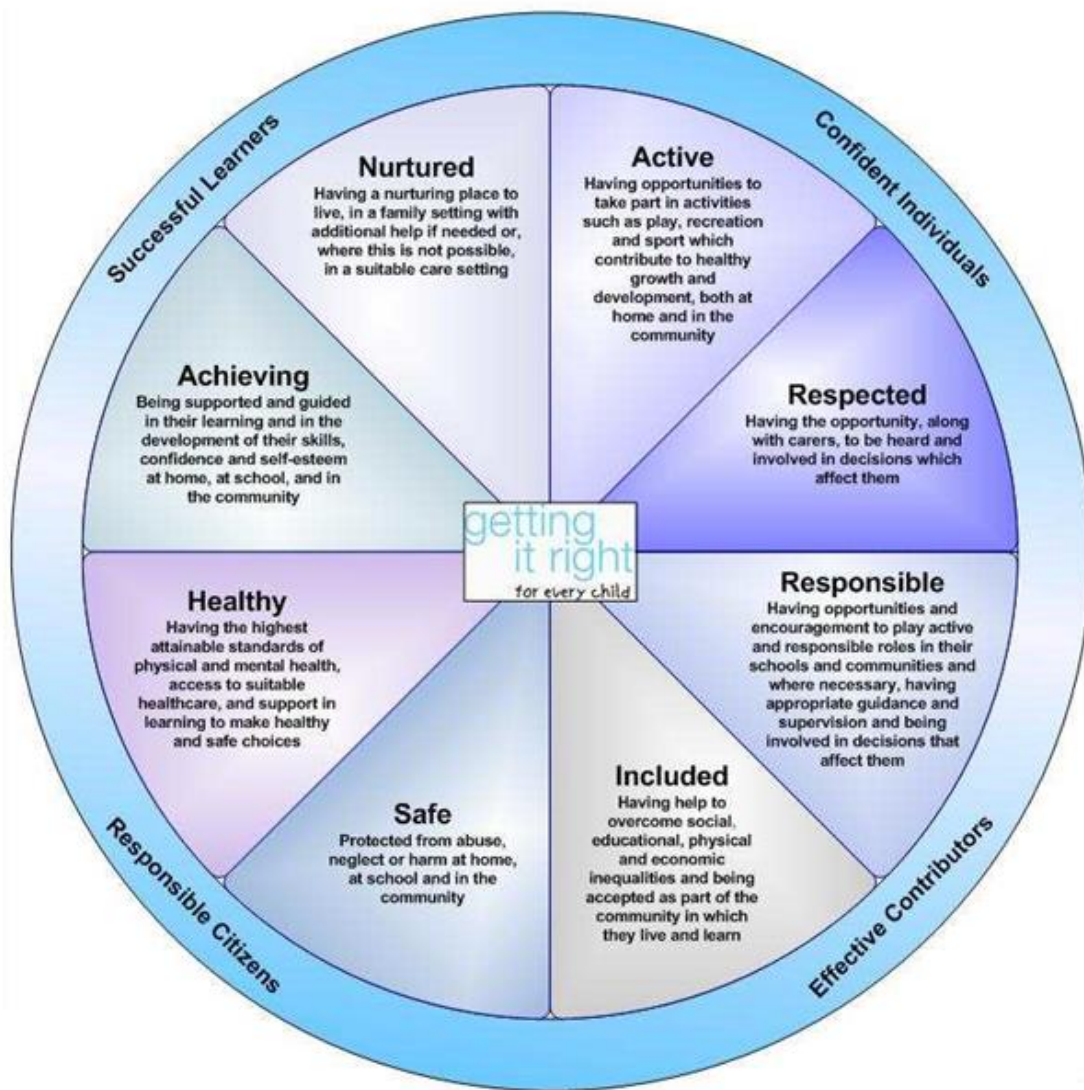 Successful Learners
Confident Individuals
Nurtured
Having a nurturing place to
live, in a family setting with
additional help if needed or,
where this is not possible,
in a suitable care setting
Active
Having opportunities to
take part in activities
such as play, recreation
and sport which
contribute to healthy
growth and
development, both at
home and in the
community
Achieving
Being supported and guided
in their learning and in the
development of their skills,
confidence and self-esteem
at home, at school, and in
the community
Respected
Having the opportunity, along
with carers, to be heard and
involved in decisions which
affect them
getting
it right
for every child
Healthy
Having the highest
attainable standards of
physical and mental health,
access to suitable
healthcare, and support in
learning to make healthy
and safe choices
Responsible
Having opportunities and
encouragement to play active
and responsible roles in their
schools and communities and
where necessary, having
appropriate guidance and
supervision and being
involved in decisions that
affect them
Safe
Protected from abuse,
neglect or harm at home,
at school and in the
community
Included
Having help to
overcome social,
educational, physical
and economic
inequalities and being
accepted as part of the
community in which
they live and learn
Responsible Citizens
Effective Contributors